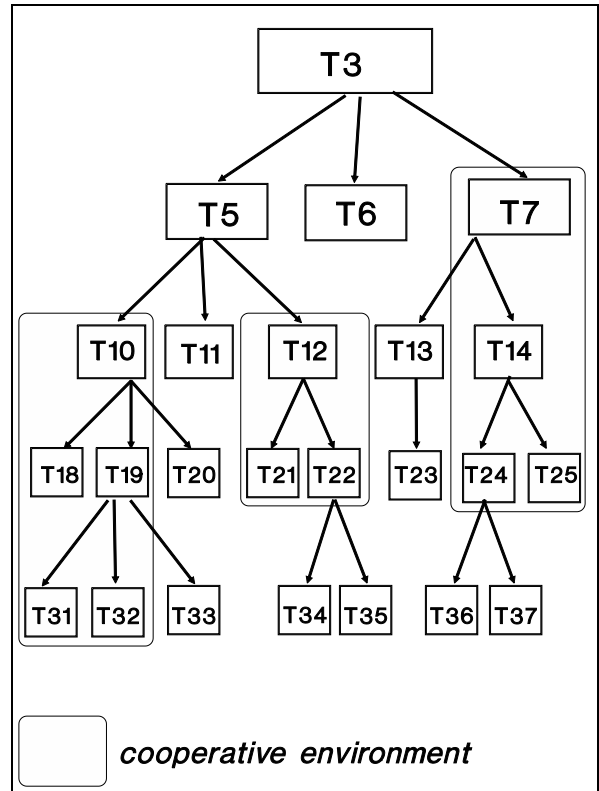 T3
T5 T6 T7
T10 T11 T12 T13 T14
T18 T19 T20 T21 T22 T23 T24 T25
T31 T32 T33 T34 T35 T36 T37
cooperative environment